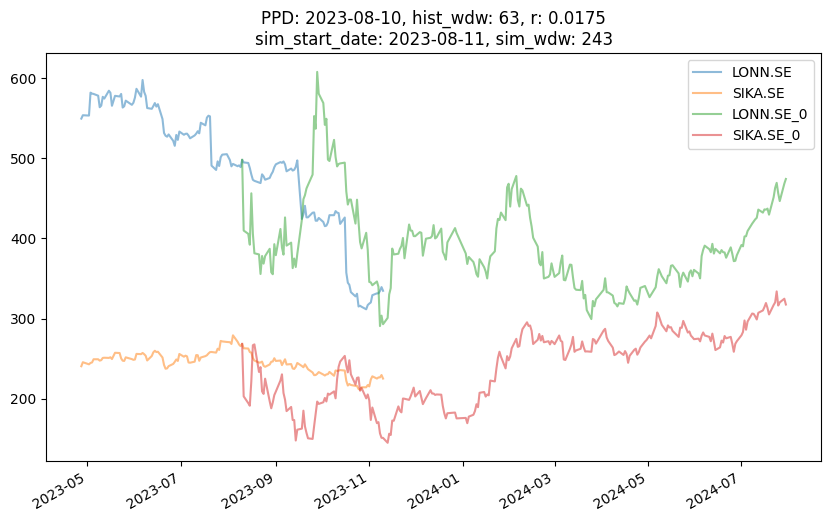 PPD: 2023-08-10, hist_wdw: 63, r: 0.0175
sim_start_date: 2023-08-11, sim_wdw: 243
LONN.SE
SIKA.SE
LONN.SE_0
SIKA.SE_0
600
500
400
300
200
2023-05
2023-07
2023-09
2023-11
2024-01
2024-03
2024-05
2024-07